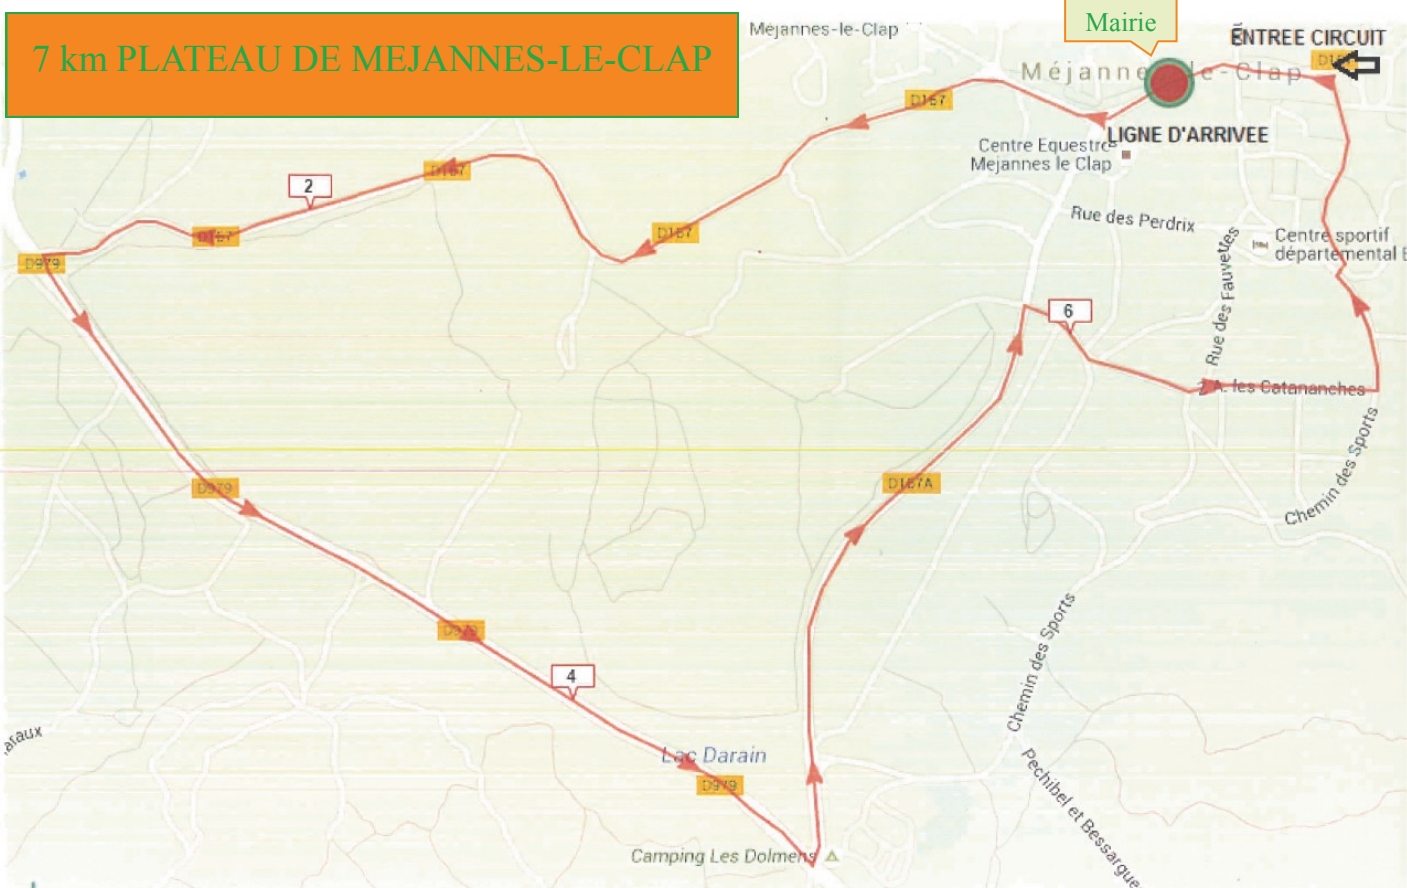 7 km PLATEAU DE MEJANNES-LE-CLAP
Méjannes-le-Clap
Mairie
ENTREE CIRCUIT
D167
LIGNE D'ARRIVEE
Centre Equestre
Mejannes le Clap
2
D167
D167
D167
D979
Rue des Perdrix
Rue des Fauvettes
Centre sportif
départemental
6
les Catananches
Chemin des Sports
D167A
D979
D979
4
Lac Darain
D979
Chemin des Sports
Pechibel et Bessargue
Camping Les Dolmens